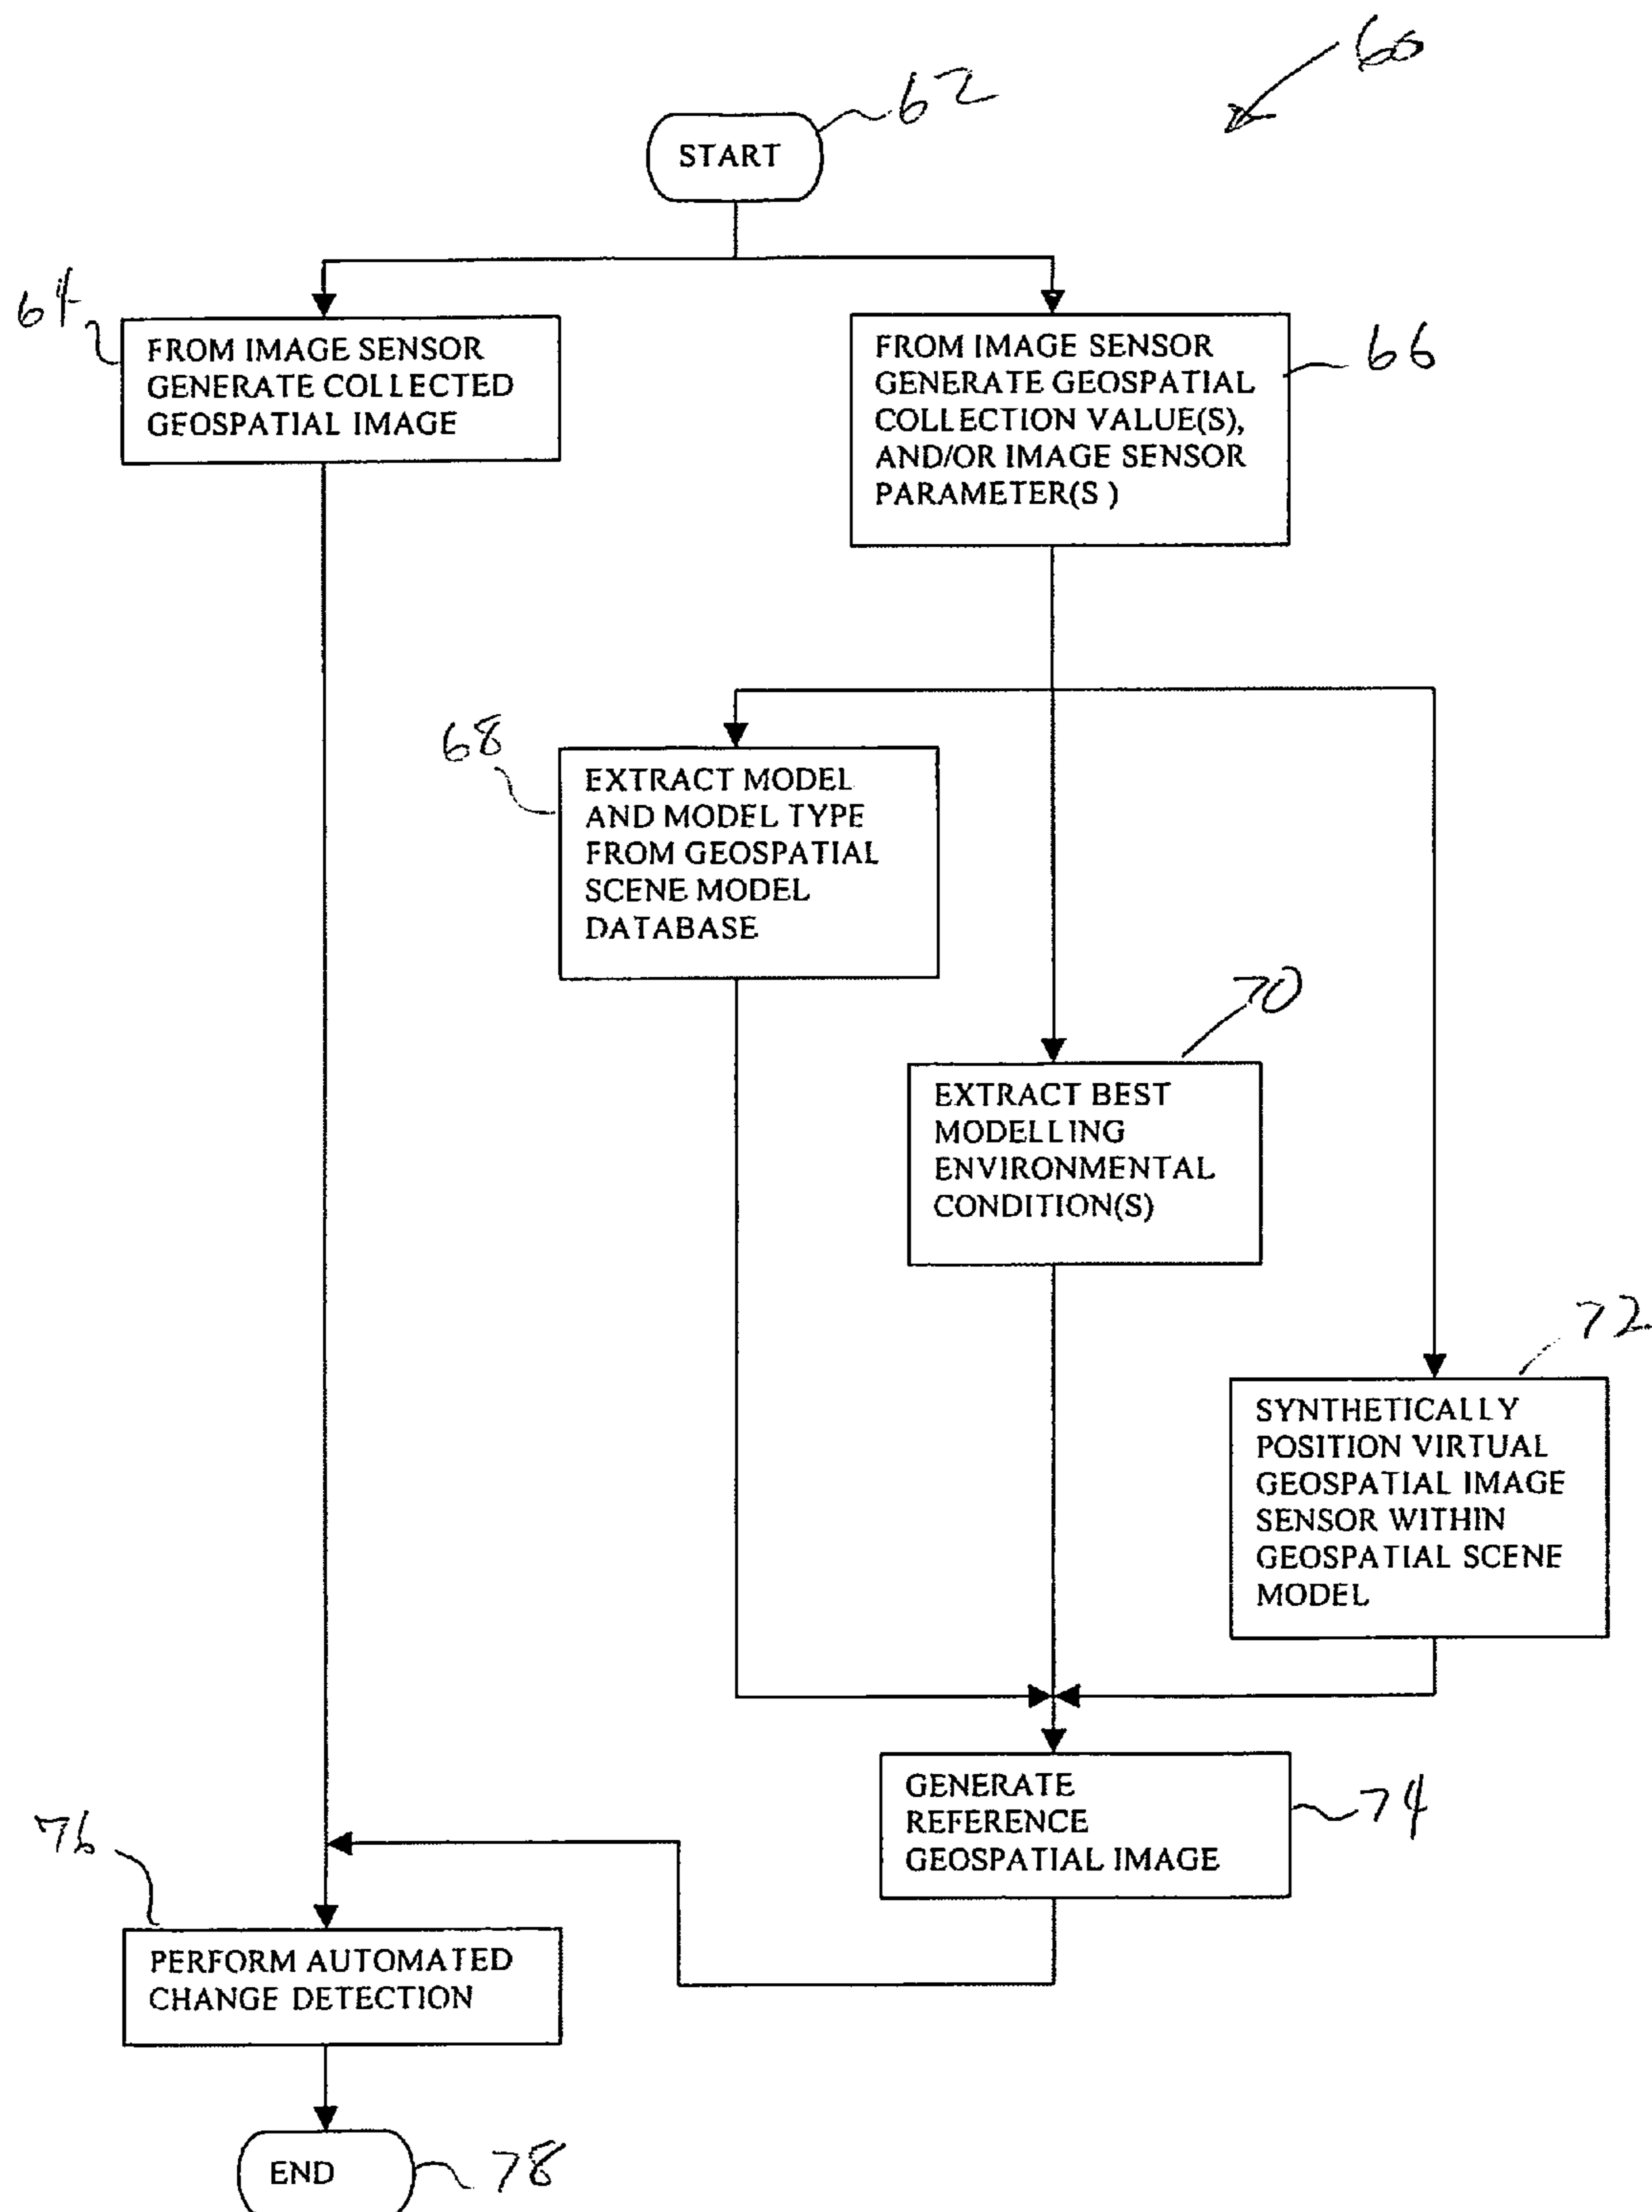 60
62
START
64
FROM IMAGE SENSOR
GENERATE COLLECTED
GEOSPATIAL IMAGE
FROM IMAGE SENSOR
GENERATE GEOSPATIAL
COLLECTION VALUE(S),
AND/OR IMAGE SENSOR
PARAMETER(S )
66
68
EXTRACT MODEL
AND MODEL TYPE
FROM GEOSPATIAL
SCENE MODEL
DATABASE
70
EXTRACT BEST
MODELLING
ENVIRONMENTAL
CONDITION(S)
72
SYNTHETICALLY
POSITION VIRTUAL
GEOSPATIAL IMAGE
SENSOR WITHIN
GEOSPATIAL SCENE
MODEL
GENERATE
REFERENCE
GEOSPATIAL IMAGE
74
76
PERFORM AUTOMATED
CHANGE DETECTION
END
78